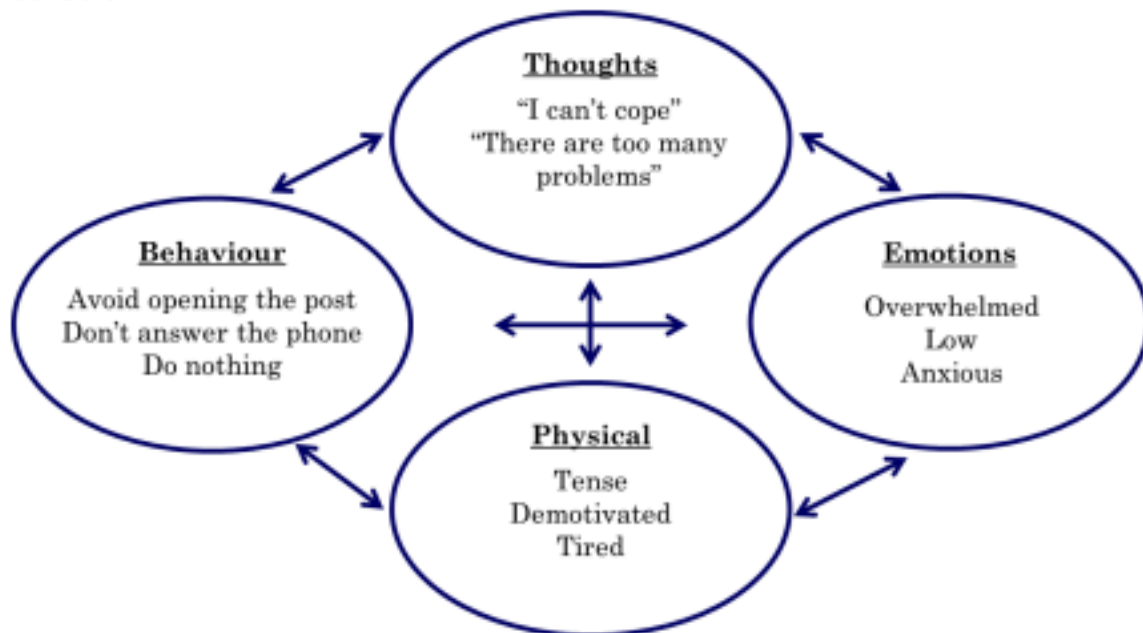 Thoughts
“I can't cope”
“There are too many
problems”
Behaviour
Avoid opening the post
Don't answer the phone
Do nothing
Emotions
Overwhelmed
Low
Anxious
Physical
Tense
Demotivated
Tired